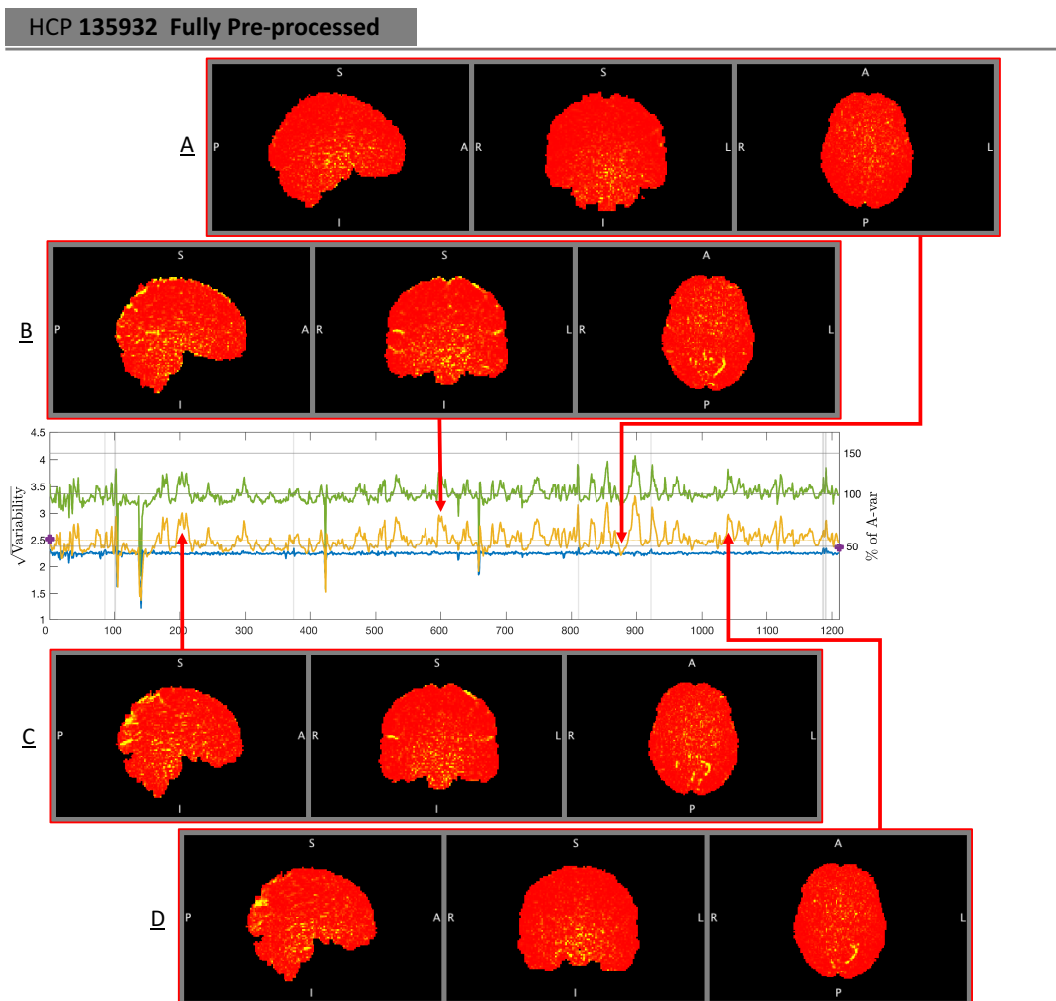 HCP 135932 Fully Pre-processed
S S A
A P A R L R L
I I P
S S A
B P A R L R L
I I P
4.5
4
3.5
3
2.5
2
1.5
1
√Variability
150
100
50
% of A-var
0 100 200 300 400 500 600 700 800 900 1000 1100 1200
S S A
C P A R L R L
I I P
S S A
D P A R L R L
I I P